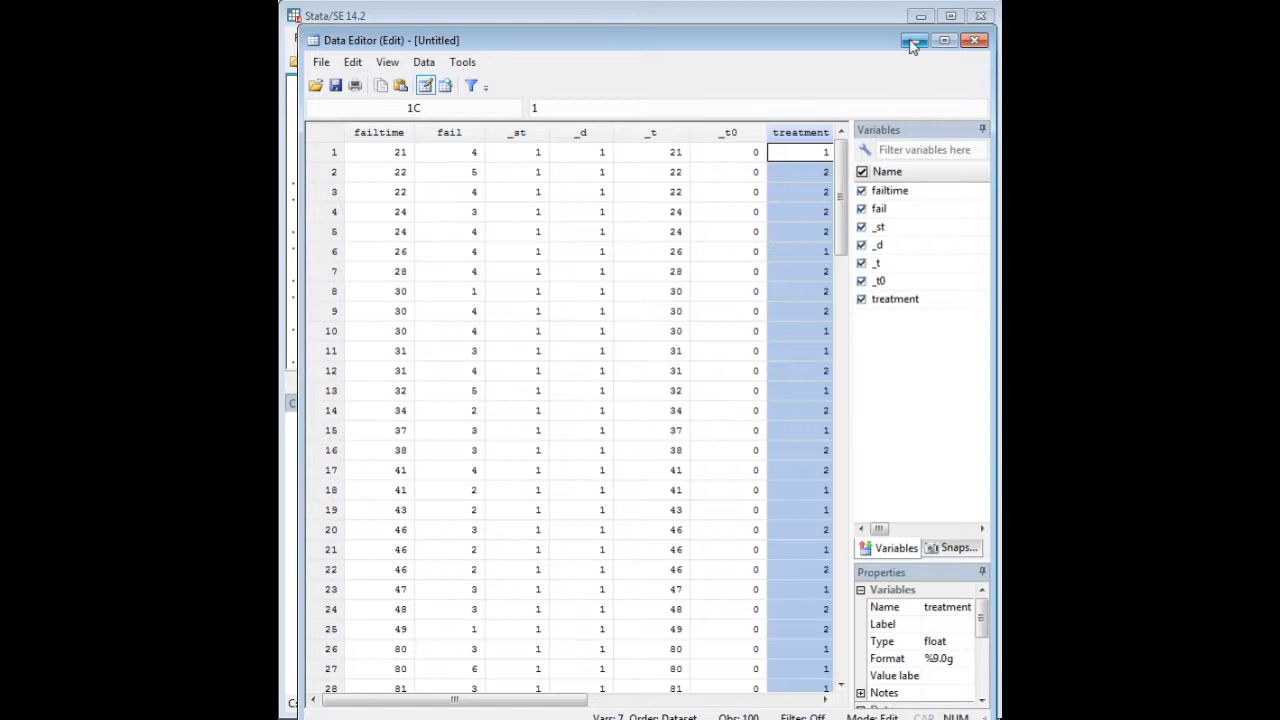 Stata/SE 14.2
Data Editor (Edit) - [Untitled]
File Edit View Data Tools
1C 1
failtime fail _st _d _t _t0 treatment
1 21 4 1 1 21 0 1
2 22 5 1 1 22 0 2
3 22 4 1 1 22 0 2
4 24 3 1 1 24 0 2
5 24 4 1 1 24 0 2
6 26 4 1 1 26 0 1
7 28 4 1 1 28 0 2
8 30 1 1 1 30 0 2
9 30 4 1 1 30 0 2
10 30 4 1 1 30 0 1
11 31 3 1 1 31 0 1
12 31 4 1 1 31 0 2
13 32 5 1 1 32 0 1
14 34 2 1 1 34 0 2
15 37 3 1 1 37 0 1
16 38 3 1 1 38 0 2
17 41 4 1 1 41 0 2
18 41 2 1 1 41 0 1
19 43 2 1 1 43 0 1
20 46 3 1 1 46 0 2
21 46 2 1 1 46 0 1
22 46 2 1 1 46 0 2
23 47 3 1 1 47 0 1
24 48 3 1 1 48 0 2
25 49 1 1 1 49 0 2
26 80 3 1 1 80 0 1
27 80 6 1 1 80 0 1
28 81 3 1 1 81 0 1
Variables
Filter variables here
Name
failtime
fail
_st
_d
_t
_t0
treatment
Variables Snaps...
Properties
Variables
Name treatment
Label
Type float
Format %9.0g
Value labe
Notes
Vars: 7 Order: Dataset Obs: 100 Filter: Off Mode: Edit CAP NUM